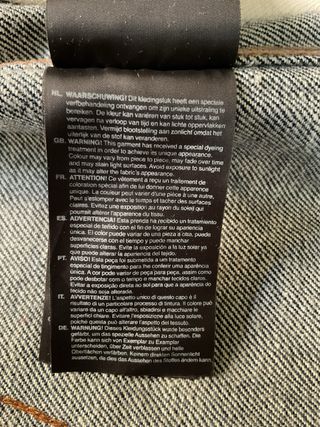 NL. WAARSCHUWING! Dit kledingstuk heeft een speciale
verfbehandeling ontvangen om zijn unieke uitstraling te
bereiken. De kleur kan variëren van stuk tot stuk, kan
vervagen na verloop van tijd en kan lichte oppervlakken
aantasten. Vermijd blootstelling aan zonlicht omdat het
uiterlijk van de stof kan veranderen.
GB. WARNING! This garment has received a special dyeing
treatment in order to achieve its unique appearance.
Colour may vary from piece to piece, may fade over time
and may stain light surfaces. Avoid exposure to sunlight
as it may alter the fabric's appearance.
FR. ATTENTION! Ce vêtement a reçu un traitement de
coloration spécial afin de lui donner cette apparence
unique. La couleur peut varier d'une pièce à une autre,
Peut s'estomper avec le temps et tacher des surfaces
claires. Evitez une exposition au rayon du soleil qui
pourrait altérer l'apparence du tissu.
ES. ADVERTENCIA! Esta prenda ha recibido un tratamiento
especial de teñido con el fin de lograr su apariencia
unica. El color puede variar de una pieza a otra, puede
desvanecerse con el tiempo y puede manchar
superficies claras. Evite la exposición a la luz solar ya
que puede alterar la apariencia del tejido.
PT. AVISO! Esta peça foi submetida a um tratamento
especial de tingimento para lhe conferir uma aparência
unica. A cor pode variar de peça para peça, assim como
pode desbotar com o tempo e manchar tecidos claros.
Evitar a exposição direta ao sol para que a aparência do
tecido não seja alterada.
IT. AVVERTENZE! L'aspetto unico di questo capo è il
risultato di un particolare processo di tintura. Il colore può
variare da un capo all'altro, sbiadirsi e macchiare le
superfici chiare. Evitare l'esposizione alla luce solare,
poiché questa può alterare l'aspetto del tessuto.
DE. WARNUNG! Dieses Kleidungsstück wurde besonders
gefärbt, um das spezielle Aussehen zu schaffen. Die
Farbe kann sich von Exemplar zu Exemplar
unterscheiden, über Zeit verblassen und helle
Oberflächen verfärben. Keinem direkten Sonnenlicht
aussetzen, die dies das Aussehen des Stoffes ändern kann.